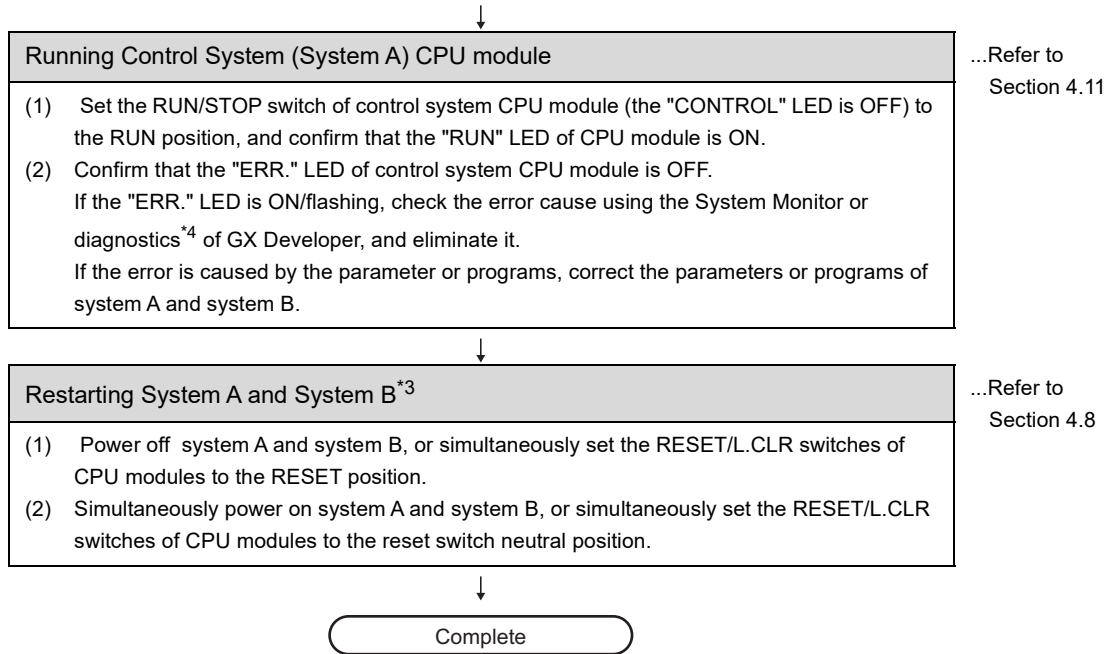 Running Control System (System A) CPU module
...Refer to
Section 4.11
(1) Set the RUN/STOP switch of control system CPU module (the "CONTROL" LED is OFF) to
the RUN position, and confirm that the "RUN" LED of CPU module is ON.
(2) Confirm that the "ERR." LED of control system CPU module is OFF.
If the "ERR." LED is ON/flashing, check the error cause using the System Monitor or
diagnostics*4 of GX Developer, and eliminate it.
If the error is caused by the parameter or programs, correct the parameters or programs of
system A and system B.
Restarting System A and System B*3
...Refer to
Section 4.8
(1) Power off system A and system B, or simultaneously set the RESET/L.CLR switches of
CPU modules to the RESET position.
(2) Simultaneously power on system A and system B, or simultaneously set the RESET/L.CLR
switches of CPU modules to the reset switch neutral position.
Complete